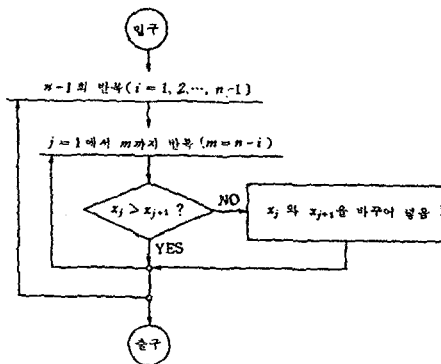 입구
n-1의 반복(i = 1, 2, …, n-1)
j = 1에서 m까지 반복 (m = n-i)
x_j > x_{j+1} ?
NO
x_j 와 x_{j+1}을 바꾸어 넣음
YES
출구